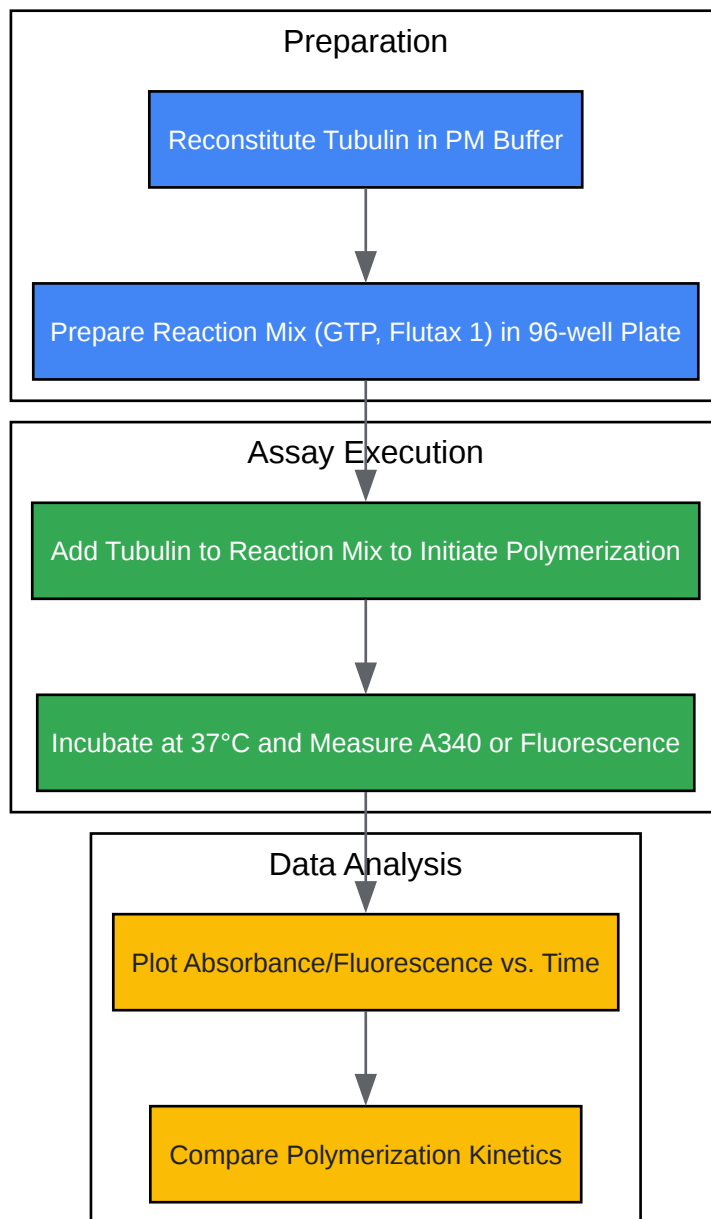 Preparation
Reconstitute Tubulin in PM Buffer
Prepare Reaction Mix (GTP, Flutax 1) in 96-well Plate
Assay Execution
Add Tubulin to Reaction Mix to Initiate Polymerization
Incubate at 37°C and Measure A340 or Fluorescence
Data Analysis
Plot Absorbance/Fluorescence vs. Time
Compare Polymerization Kinetics